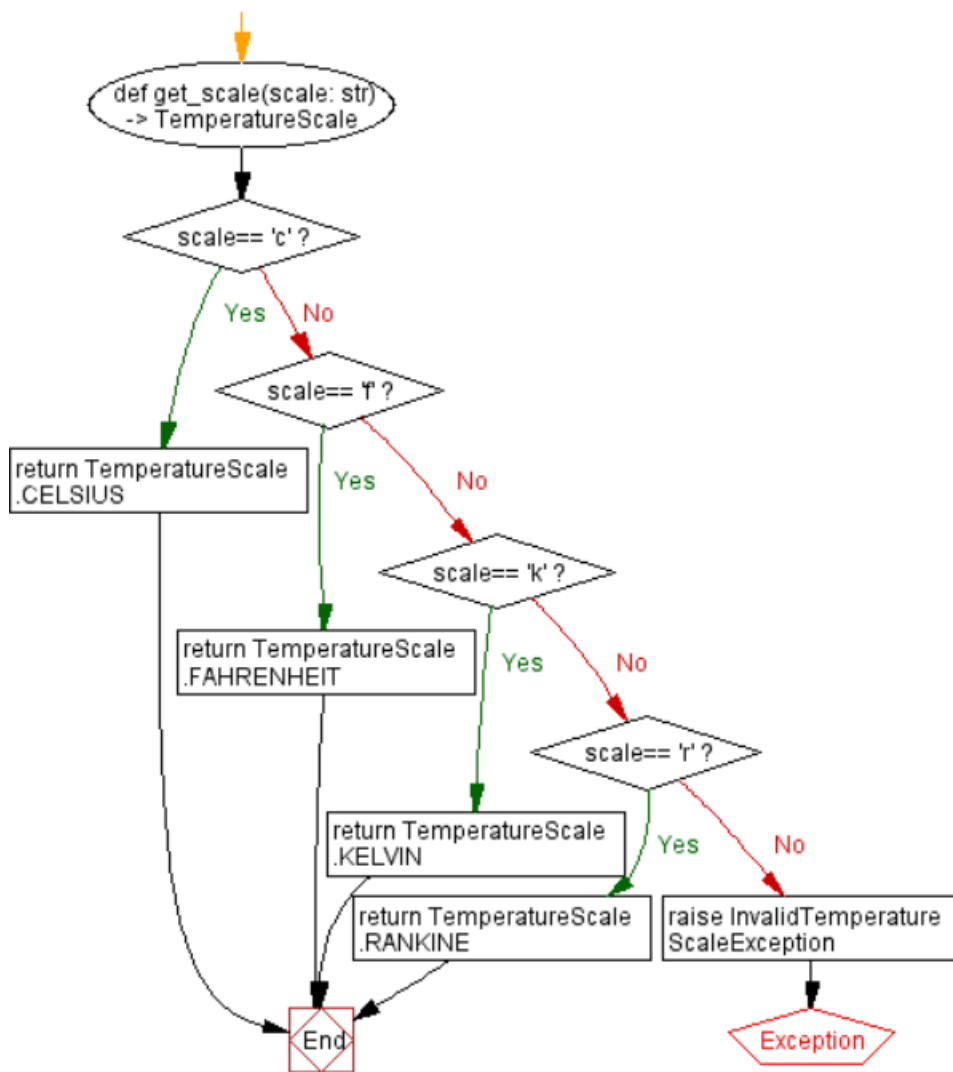 def get_scale(scale: str)
-> TemperatureScale
scale== 'c' ?
Yes
No
scale== 'f' ?
return TemperatureScale
.CELSIUS
Yes
No
scale== 'k' ?
return TemperatureScale
.FAHRENHEIT
Yes
No
scale== 'r' ?
return TemperatureScale
.KELVIN
Yes
No
return TemperatureScale
.RANKINE
raise InvalidTemperature
ScaleException
End
Exception